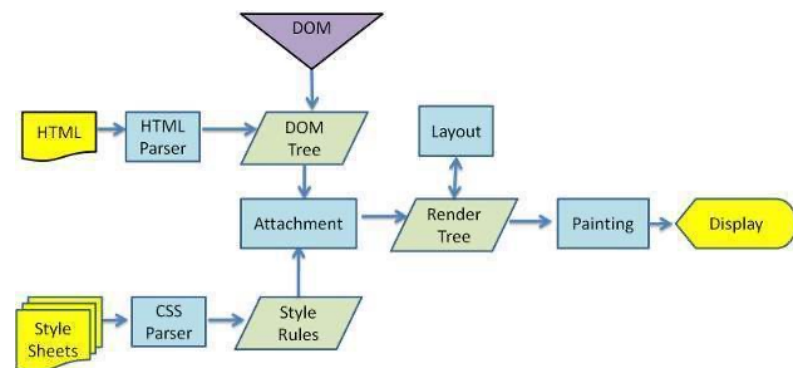 DOM
HTML
HTML
Parser
DOM
Tree
Layout
Attachment
Render
Tree
Painting
Display
Style
Sheets
CSS
Parser
Style
Rules